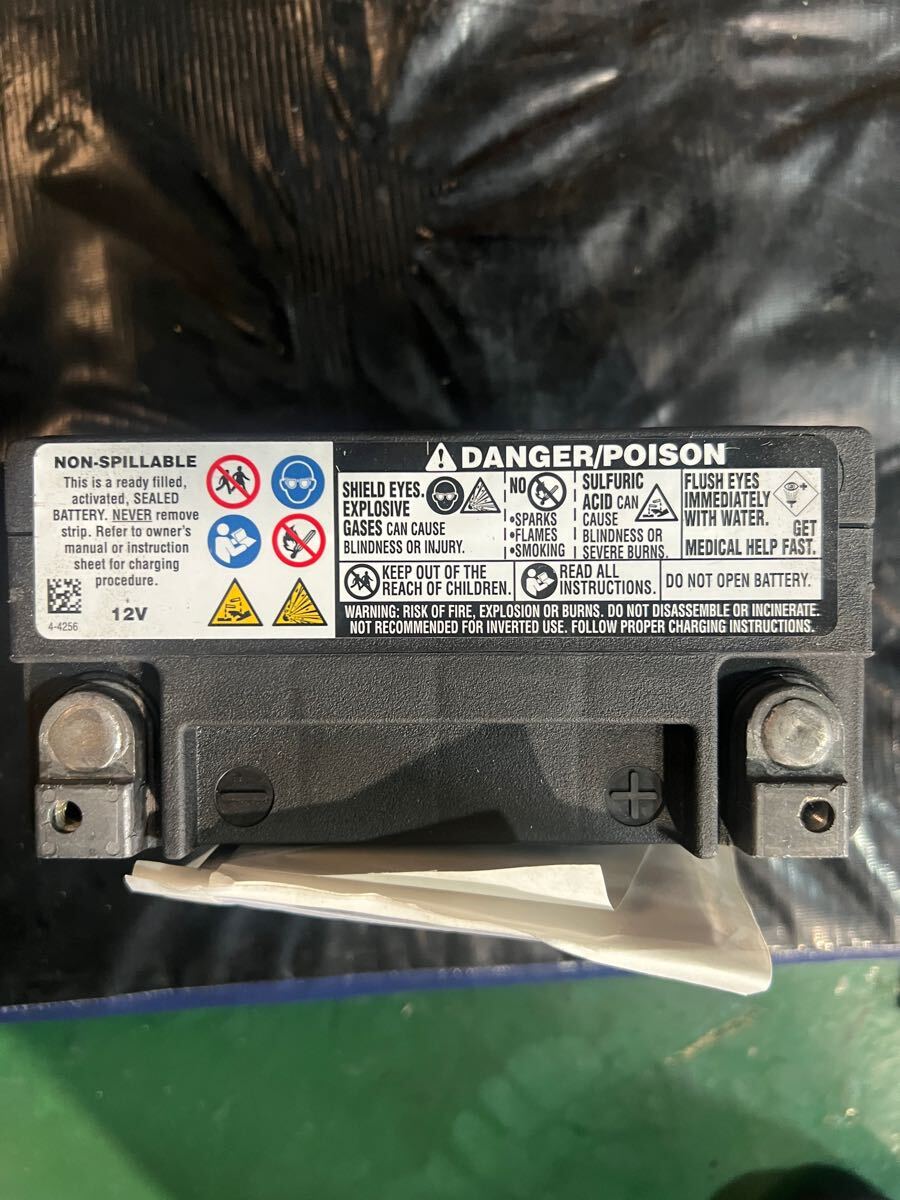 NON-SPILLABLE
This is a ready filled,
activated, SEALED
BATTERY. NEVER remove
strip. Refer to owner's
manual or instruction
sheet for charging
procedure.
12V
4-4256
DANGER/POISON
SHIELD EYES.
EXPLOSIVE
GASES CAN CAUSE
BLINDNESS OR INJURY.
NO
•SPARKS
•FLAMES
•SMOKING
SULFURIC
ACID CAN
CAUSE
BLINDNESS OR
SEVERE BURNS.
FLUSH EYES
IMMEDIATELY
WITH WATER.
GET
MEDICAL HELP FAST.
KEEP OUT OF THE
REACH OF CHILDREN.
READ ALL
INSTRUCTIONS.
DO NOT OPEN BATTERY.
WARNING: RISK OF FIRE, EXPLOSION OR BURNS. DO NOT DISASSEMBLE OR INCINERATE.
NOT RECOMMENDED FOR INVERTED USE. FOLLOW PROPER CHARGING INSTRUCTIONS.